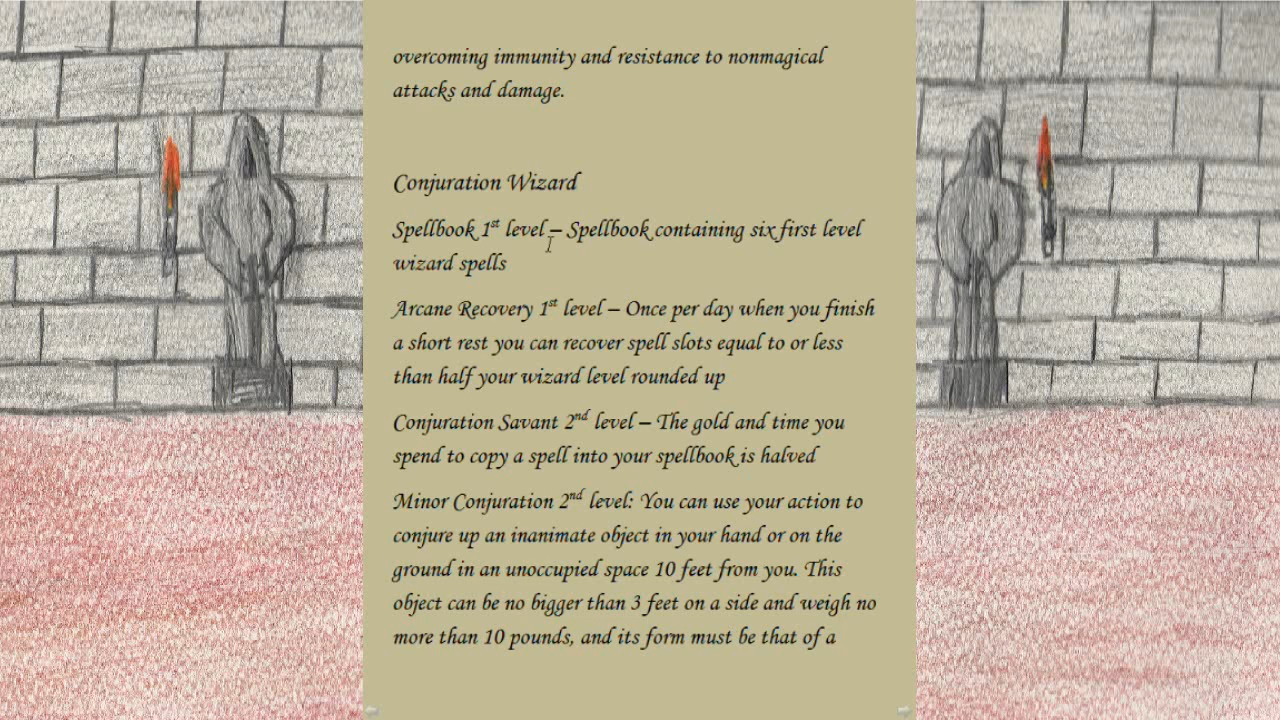 overcoming immunity and resistance to nonmagical
attacks and damage.
Conjuration Wizard
Spellbook 1st level – Spellbook containing six first level
wizard spells
Arcane Recovery 1st level – Once per day when you finish
a short rest you can recover spell slots equal to or less
than half your wizard level rounded up
Conjuration Savant 2nd level – The gold and time you
spend to copy a spell into your spellbook is halved
Minor Conjuration 2nd level: You can use your action to
conjure up an inanimate object in your hand or on the
ground in an unoccupied space 10 feet from you. This
object can be no bigger than 3 feet on a side and weigh no
more than 10 pounds, and its form must be that of a